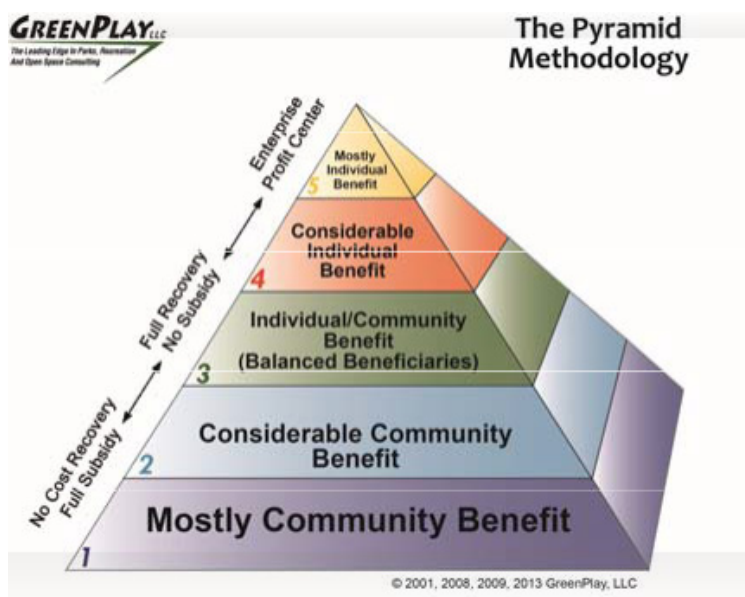 GREENPLAY LLC
The Leading Edge In Parks, Recreation
And Open Space Consulting
The Pyramid
Methodology
Enterprise
Profit Center
Full Recovery
No Subsidy
No Cost Recovery
Full Subsidy
Mostly
Individual
Benefit
5
Considerable
Individual
Benefit
4
Individual/Community
Benefit
(Balanced Beneficiaries)
3
Considerable Community
Benefit
2
Mostly Community Benefit
1
© 2001, 2008, 2009, 2013 GreenPlay, LLC